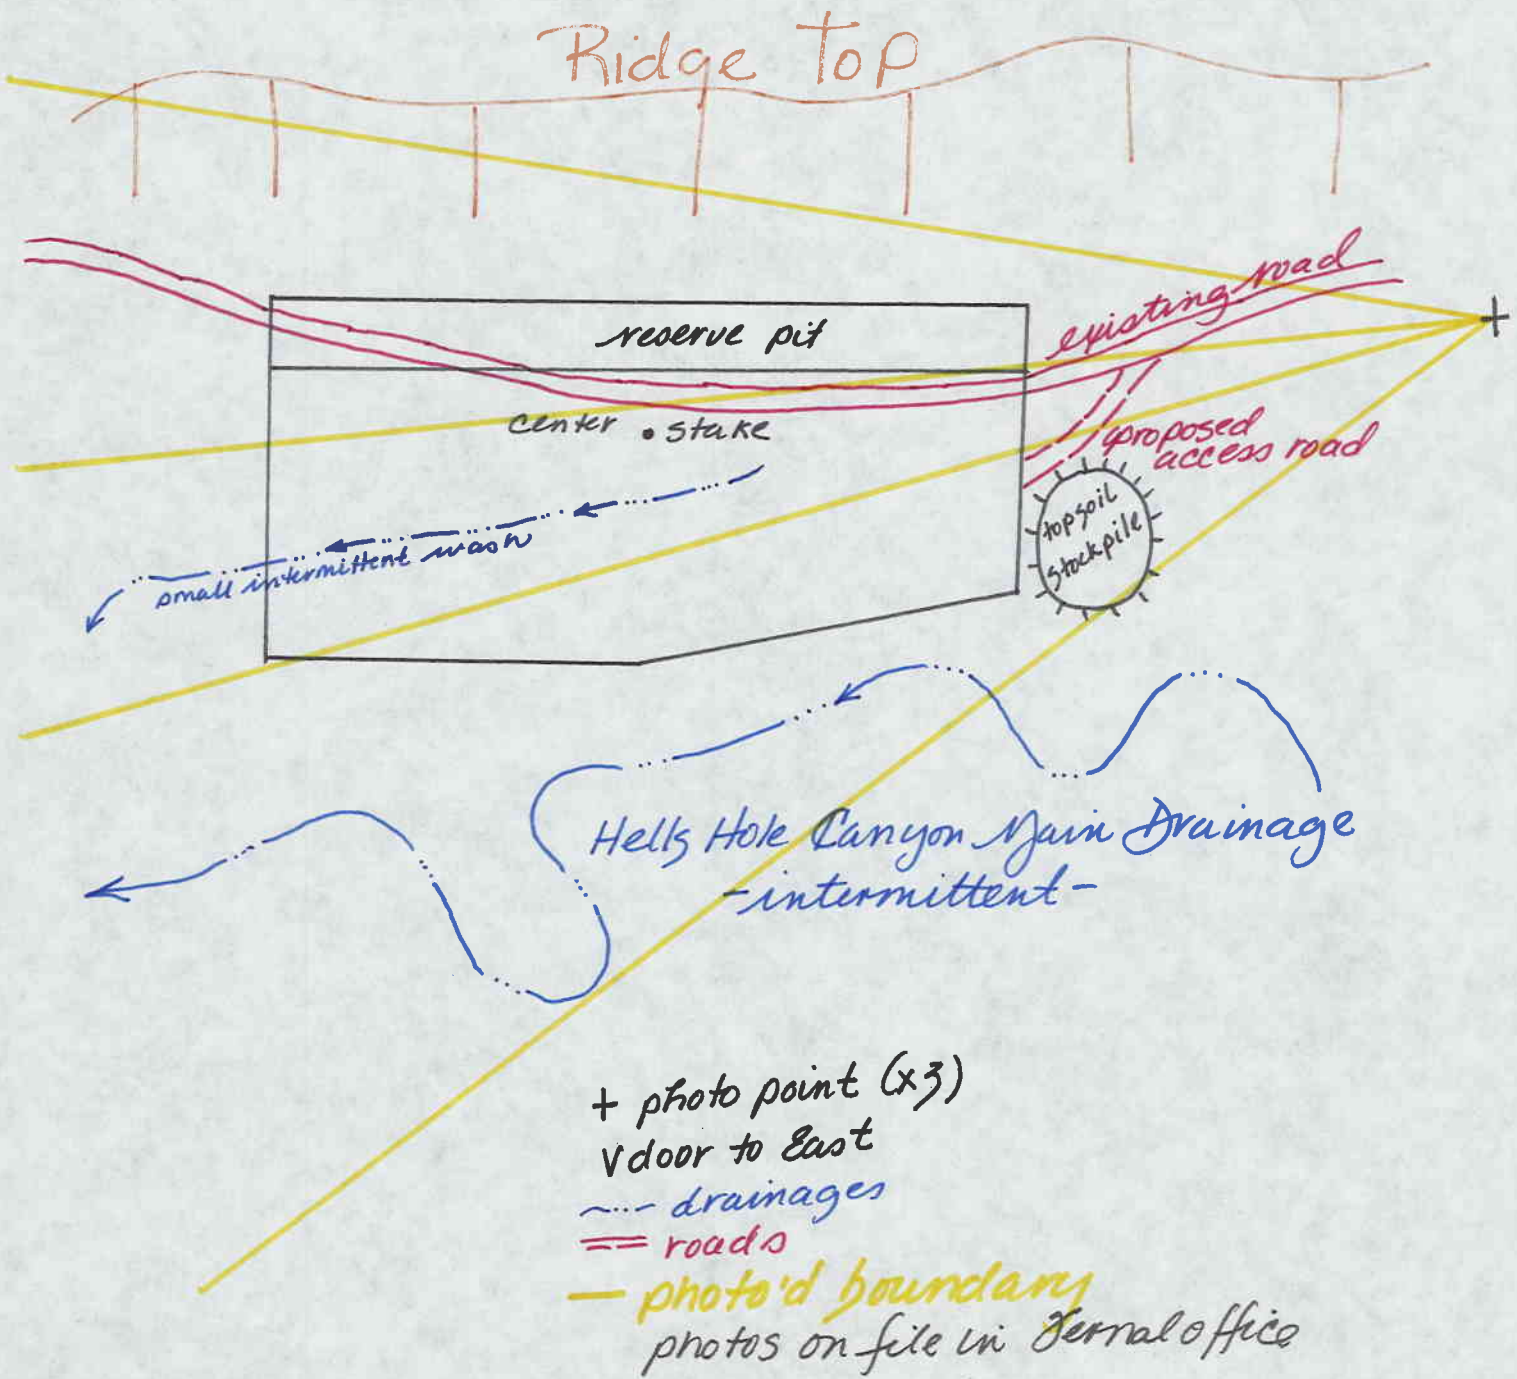 Ridge Top
existing road
reserve pit
center . stake
proposed
access road
topsoil
stockpile
small intermittent wash
Hells Hole Canyon Main Drainage
-intermittent-
+ photo point (x3)
V door to East
drainages
roads
photo'd boundary
photos on file in Vernal office